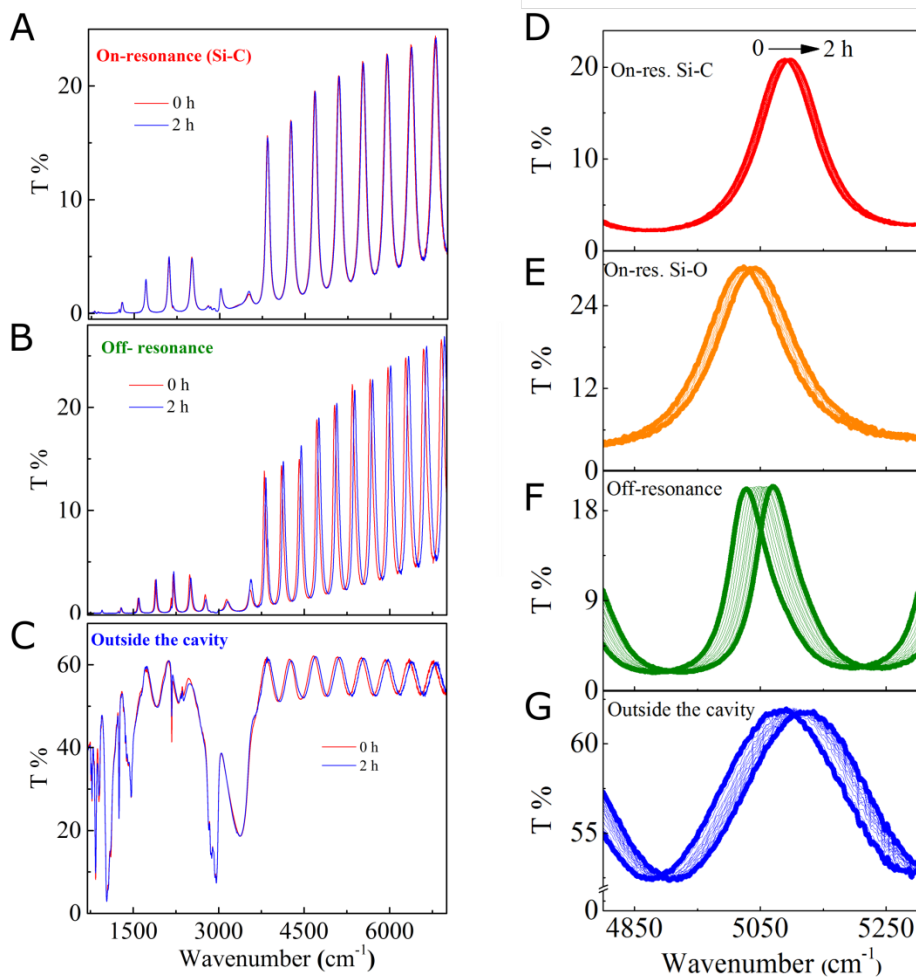 A
On-resonance (Si-C)
0 h
2 h
T %
20
10
0
B
Off- resonance
0 h
2 h
T %
20
10
0
C
Outside the cavity
0 h
2 h
T %
60
40
20
0
1500 3000 4500 6000
Wavenumber (cm-1)
D
0 2 h
On-res. Si-C
T %
20
10
0
E
On-res. Si-O
T %
24
12
0
F
Off-resonance
T %
18
9
0
G
Outside the cavity
T %
60
55
0
4850 5050 5250
Wavenumber (cm-1)